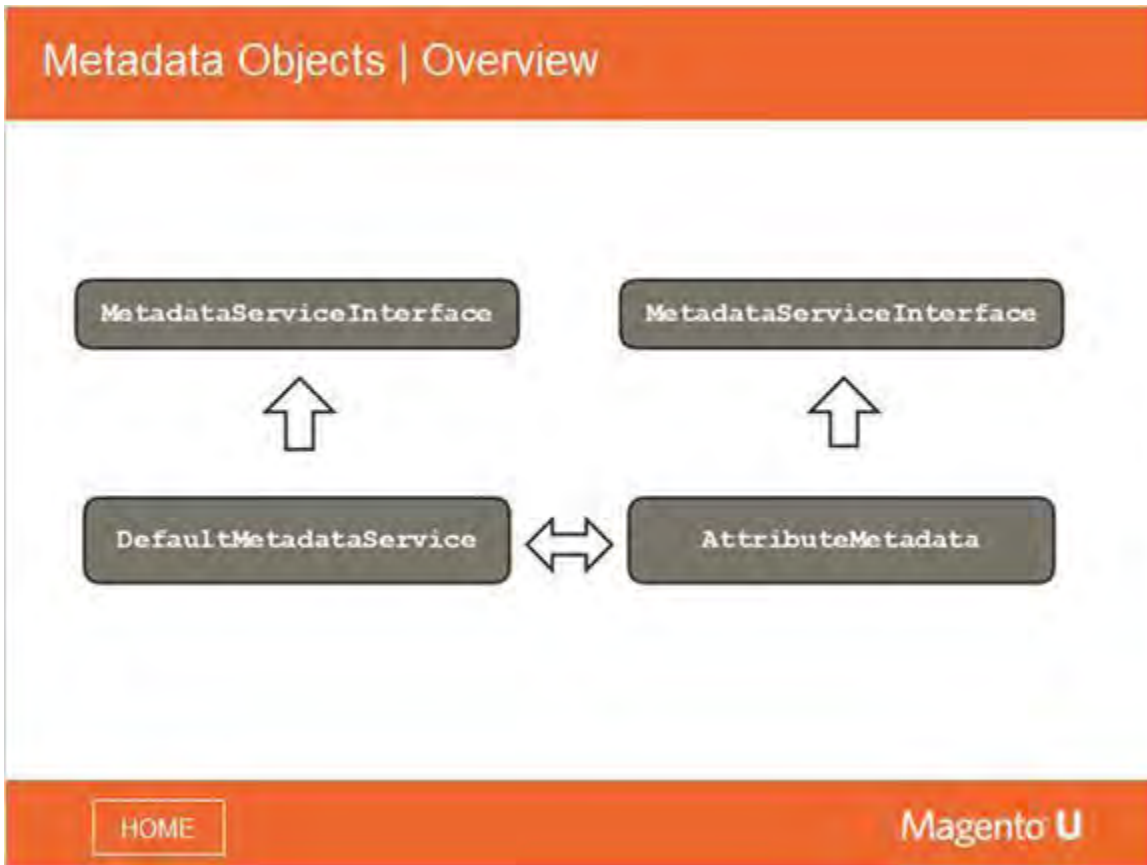 Metadata Objects | Overview
MetadataServiceInterface
MetadataServiceInterface
DefaultMetadataService
AttributeMetadata
HOME
Magento U